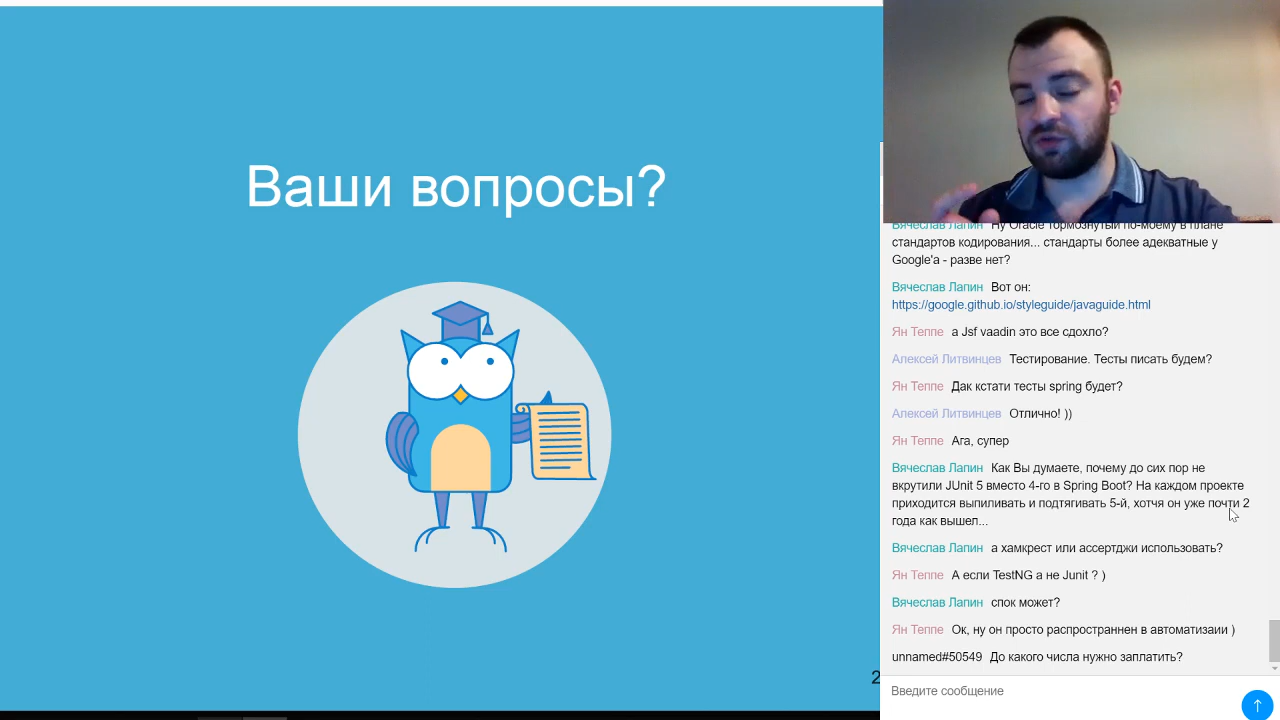 Ваши вопросы?
2
Вячеслав Лапин Ну Oracle тормознутый по-моему в плане
стандартов кодирования... стандарты более адекватные у
Google'а - разве нет?
Вячеслав Лапин Вот он:
https://google.github.io/styleguide/javaguide.html
Ян Теппе а Jsf vaadin это все сдохло?
Алексей Литвинцев Тестирование. Тесты писать будем?
Ян Теппе Дак кстати тесты spring будет?
Алексей Литвинцев Отлично! ))
Ян Теппе Ага, супер
Вячеслав Лапин Как Вы думаете, почему до сих пор не
вкрутили JUnit 5 вместо 4-го в Spring Boot? На каждом проекте
приходится выпиливать и подтягивать 5-й, хотчя он уже почти 2
года как вышел...
Вячеслав Лапин а хамкрест или ассертджи использовать?
Ян Теппе А если TestNG а не Junit ? )
Вячеслав Лапин спок может?
Ян Теппе Ок, ну он просто распространнен в автоматизаии )
unnamed#50549 До какого числа нужно заплатить?
Введите сообщение